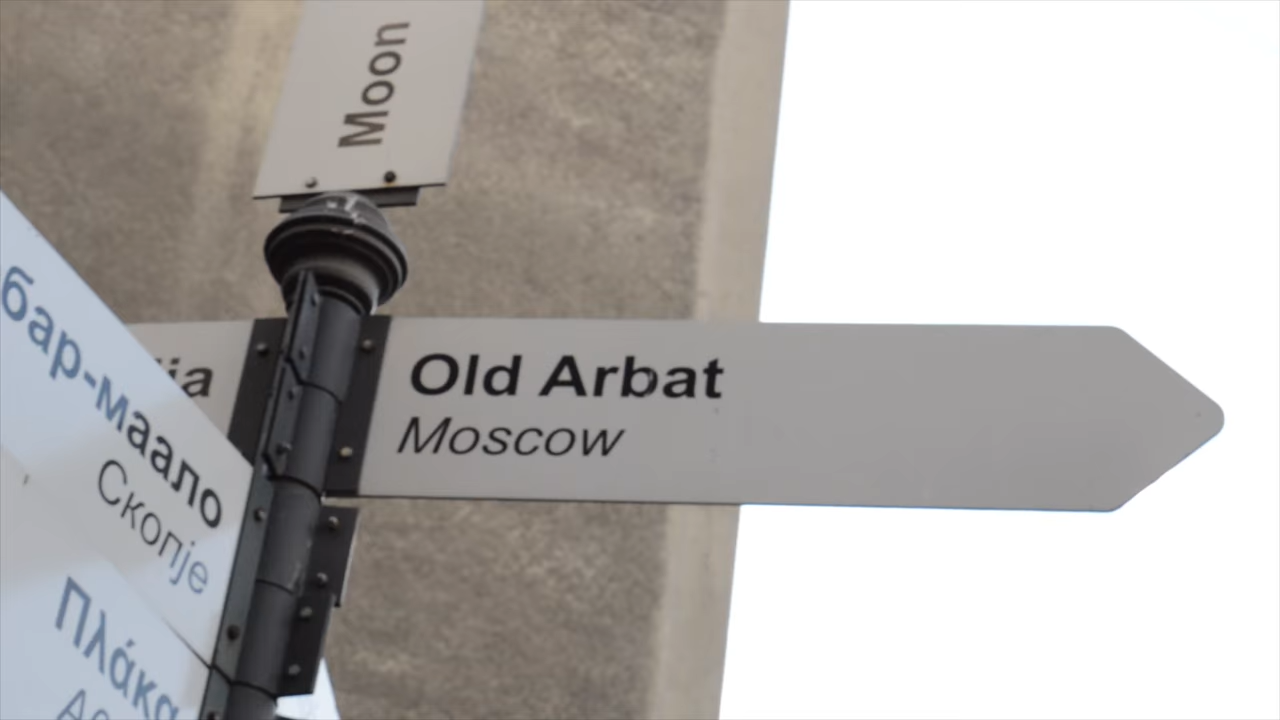 Moon
Old Arbat
Moscow
бар-маало
Скопје
Πλάκα